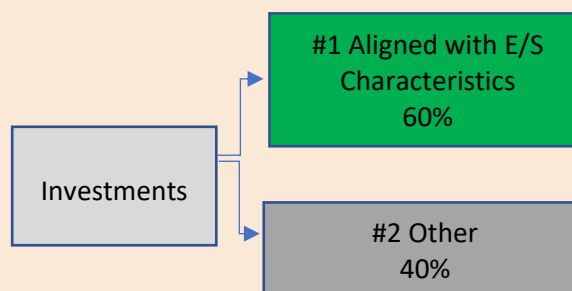 #1 Aligned with E/S
Characteristics
60%
Investments
#2 Other
40%